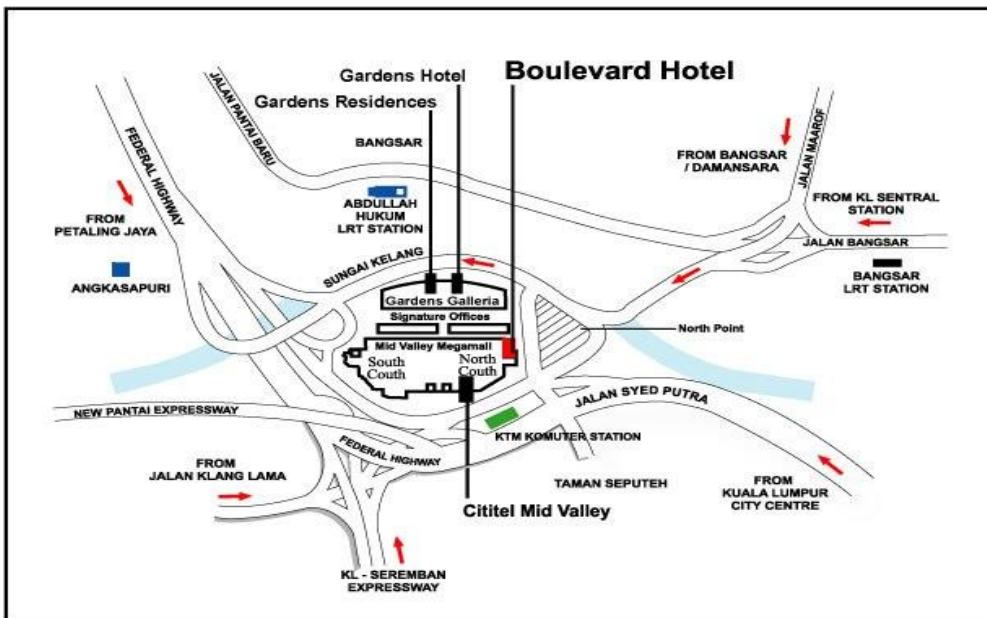 Boulevard Hotel
Gardens Hotel
Gardens Residences
JALAN PANTAI BARU
BANGSAR
FEDERAL HIGHWAY
FROM BANGSAR
/ DAMANSARA
JALAN MAAROF
FROM
PETALING JAYA
ABDULLAH
HUKUM
LRT STATION
FROM KL SENTRAL
STATION
JALAN BANGSAR
ANGKASAPURI
SUNGAI KELANG
BANGSAR
LRT STATION
Gardens Galleria
Signature Offices
North Point
Mid Valley Megamall
South
Couth
North
Couth
NEW PANTAI EXPRESSWAY
JALAN SYED PUTRA
KTM KOMUTER STATION
FEDERAL HIGHWAY
FROM
JALAN KLANG LAMA
TAMAN SEPUTEH
FROM
KUALA LUMPUR
CITY CENTRE
Cititel Mid Valley
KL - SEREMBAN
EXPRESSWAY